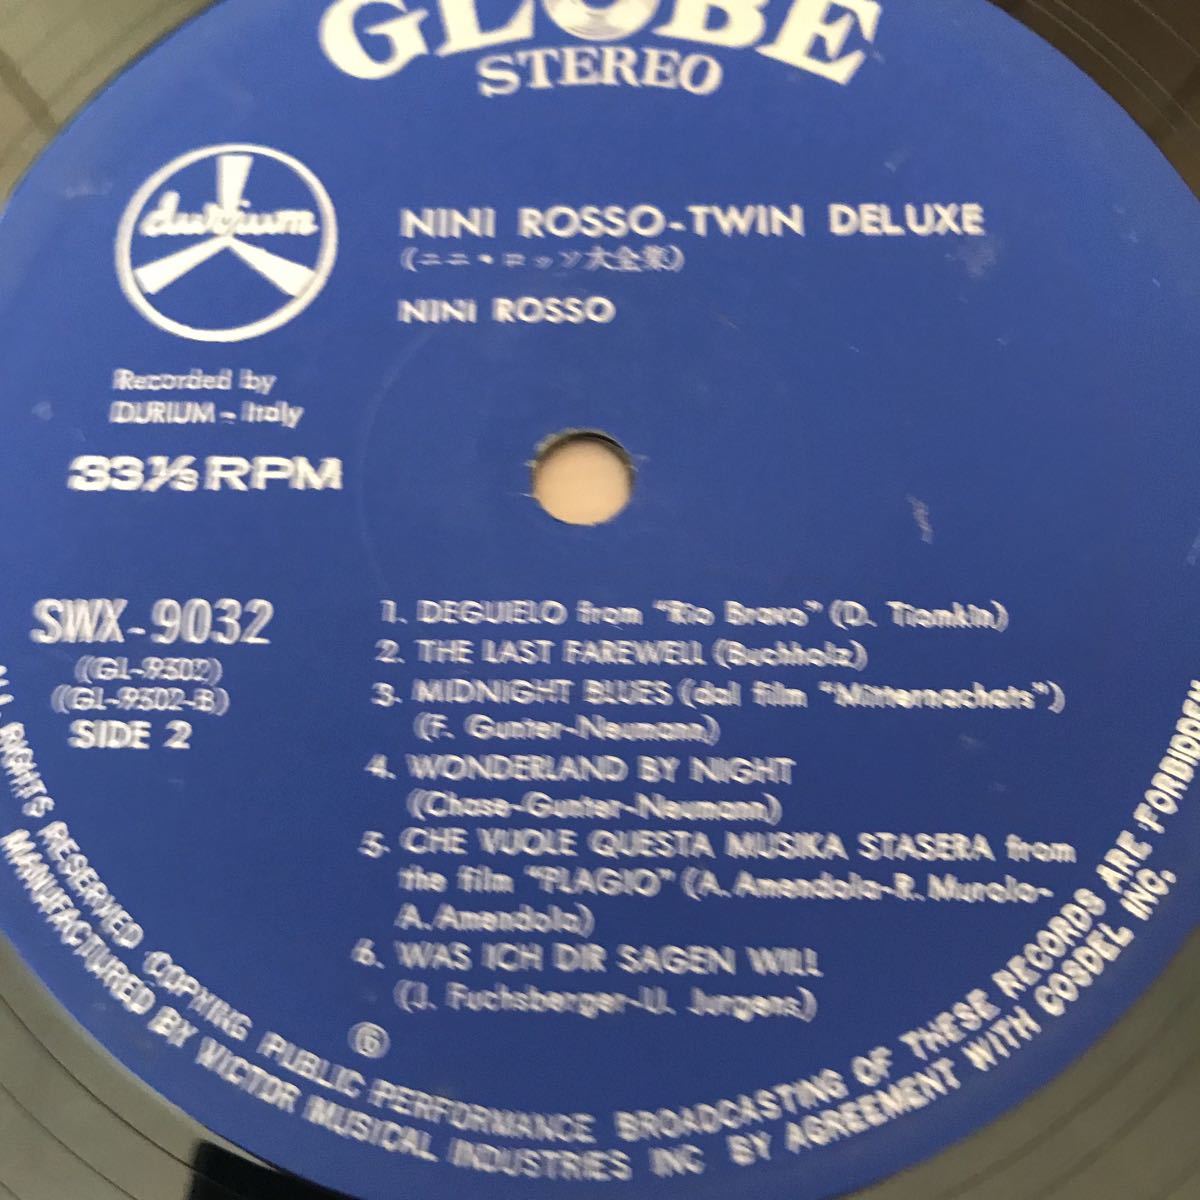 GLOBE
STEREO
durium
NINI ROSSO-TWIN DELUXE
(ニニ・ロッソ大全集)
NINI ROSSO
Recorded by
DURIUM - Italy
33⅓ RPM
SWX-9032
(GL-9302)
(GL-9302-B)
SIDE 2
1. DEGUIELO from "Rio Bravo" (D. Tiomkin)
2. THE LAST FAREWELL (Buchholz)
3. MIDNIGHT BLUES (dal film "Mitternachats")
(F. Gunter-Neumann)
4. WONDERLAND BY NIGHT
(Chase-Gunter-Neumann)
5. CHE VUOLE QUESTA MUSIKA STASERA from
the film "PLAGIO" (A. Amendola-R. Murolo-
A. Amendola)
6. WAS ICH DIR SAGEN WILL
(J. Fuchsberger-U. Jurgens)
⑥
ALL RIGHTS RESERVED COPYING PUBLIC PERFORMANCE BROADCASTING OF THESE RECORDS ARE FORBIDDEN
MANUFACTURED BY VICTOR MUSICAL INDUSTRIES INC BY AGREEMENT WITH COSDEL INC.